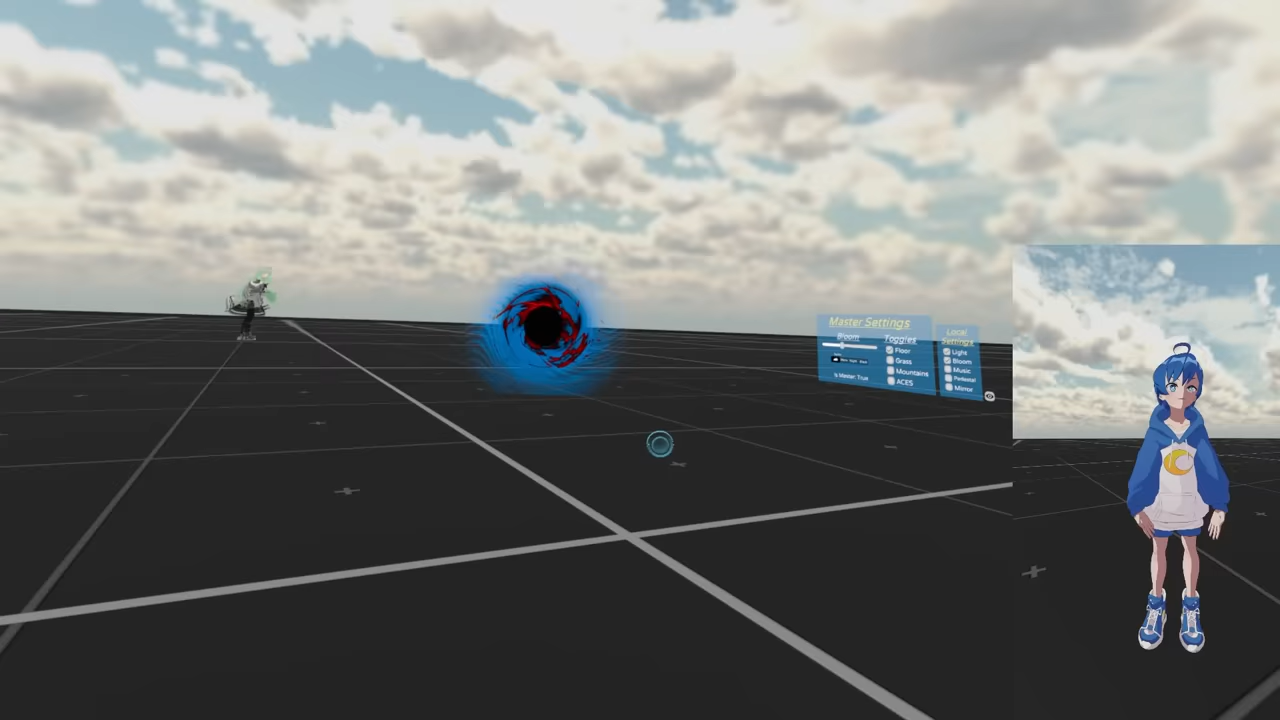 Master Settings
Bloom
Toggles
Floor
Grass
Mountains
ACES
Is Master: True
Local
Settings
Light
Bloom
Music
Pedestal
Mirror